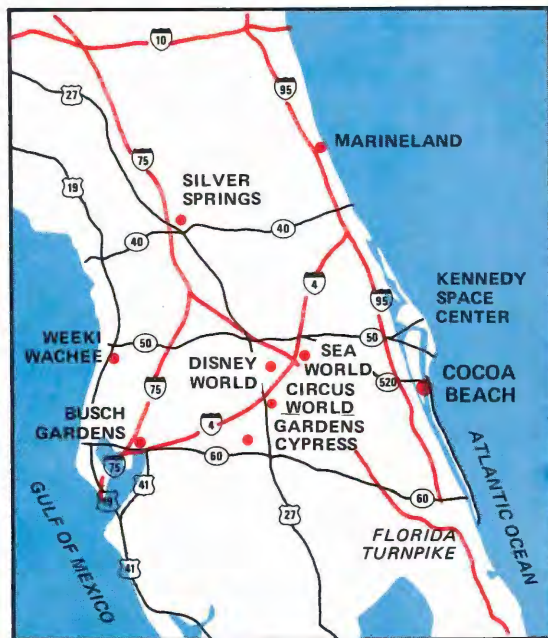 10
27
95
75
MARINELAND
19
SILVER
SPRINGS
40
40
4
KENNEDY
SPACE
CENTER
95
WEEKI
WACHEE
50
50
DISNEY
WORLD
SEA
WORLD
CIRCUS
WORLD
GARDENS
CYPRESS
520
COCOA
BEACH
75
BUSCH
GARDENS
4
60
75
41
19
60
27
GULF OF MEXICO
41
FLORIDA
TURNPIKE
ATLANTIC OCEAN